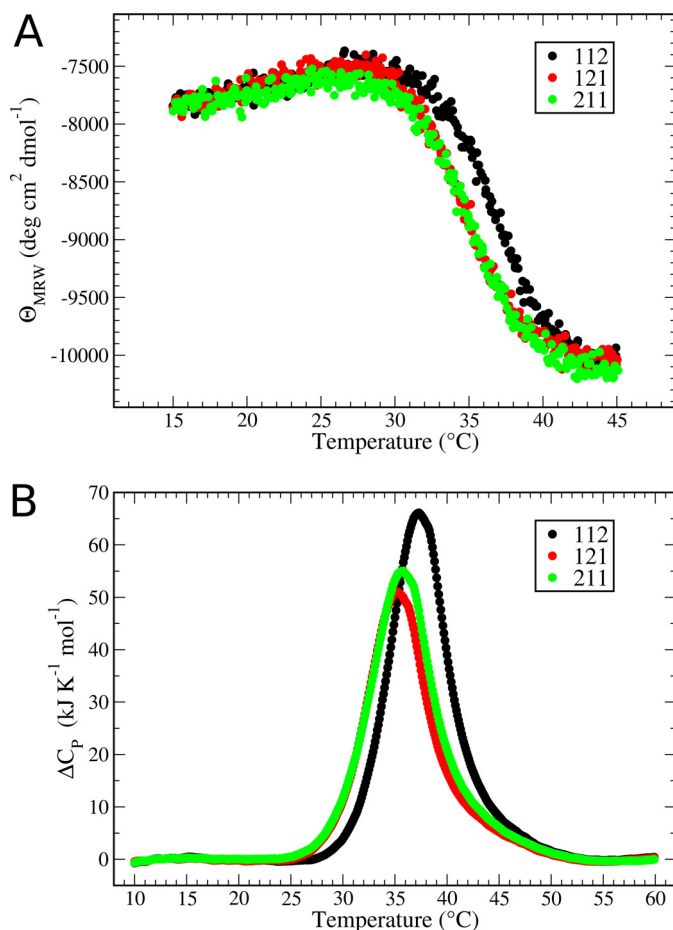 A
-7500
-8000
-8500
-9000
-9500
-10000
Θ_MRW (deg cm² dmol⁻¹)
112
121
211
15 20 25 30 35 40 45
Temperature (°C)
B
70
60
50
40
30
20
10
0
ΔC_P (kJ K⁻¹ mol⁻¹)
112
121
211
10 15 20 25 30 35 40 45 50 55 60
Temperature (°C)